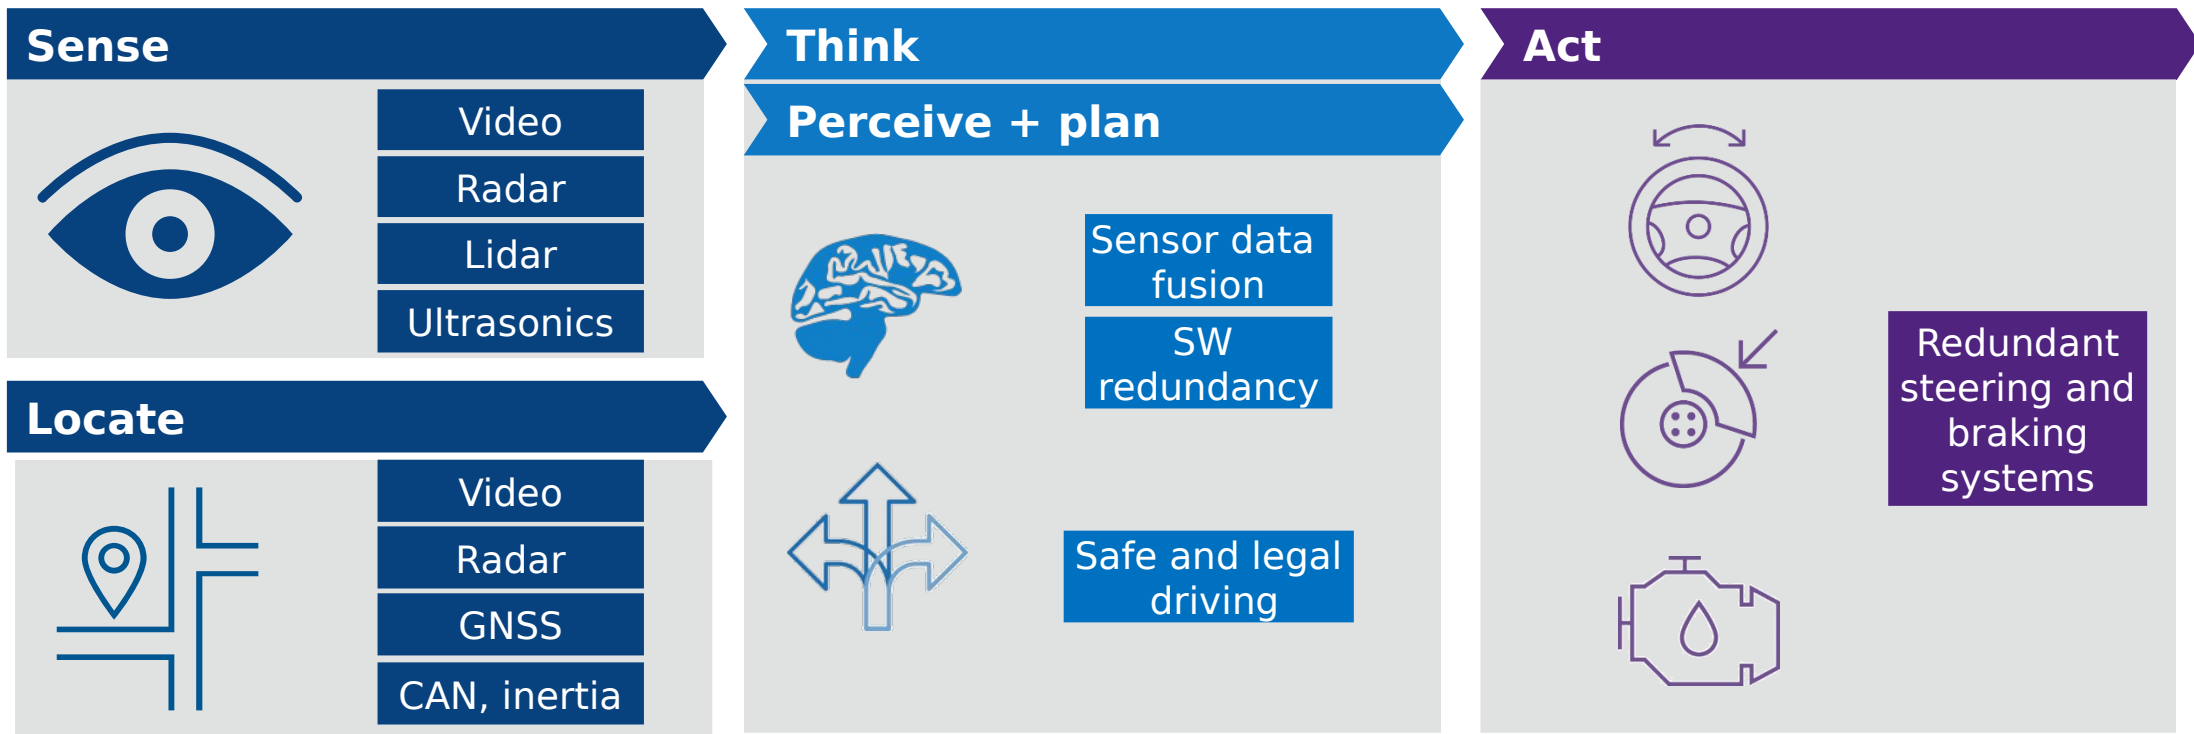 Sense
Video
Radar
Lidar
Ultrasonics
Locate
Video
Radar
GNSS
CAN, inertia
Think
Perceive + plan
Sensor data
fusion
SW
redundancy
Safe and legal
driving
Act
Redundant
steering and
braking
systems